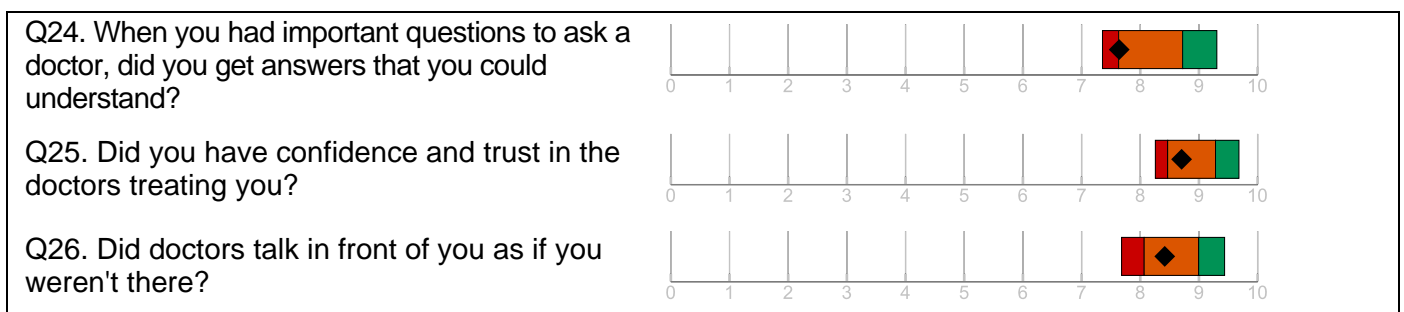 Q24. When you had important questions to ask a
doctor, did you get answers that you could
understand?
0 1 2 3 4 5 6 7 8 9 10
Q25. Did you have confidence and trust in the
doctors treating you?
0 1 2 3 4 5 6 7 8 9 10
Q26. Did doctors talk in front of you as if you
weren't there?
0 1 2 3 4 5 6 7 8 9 10